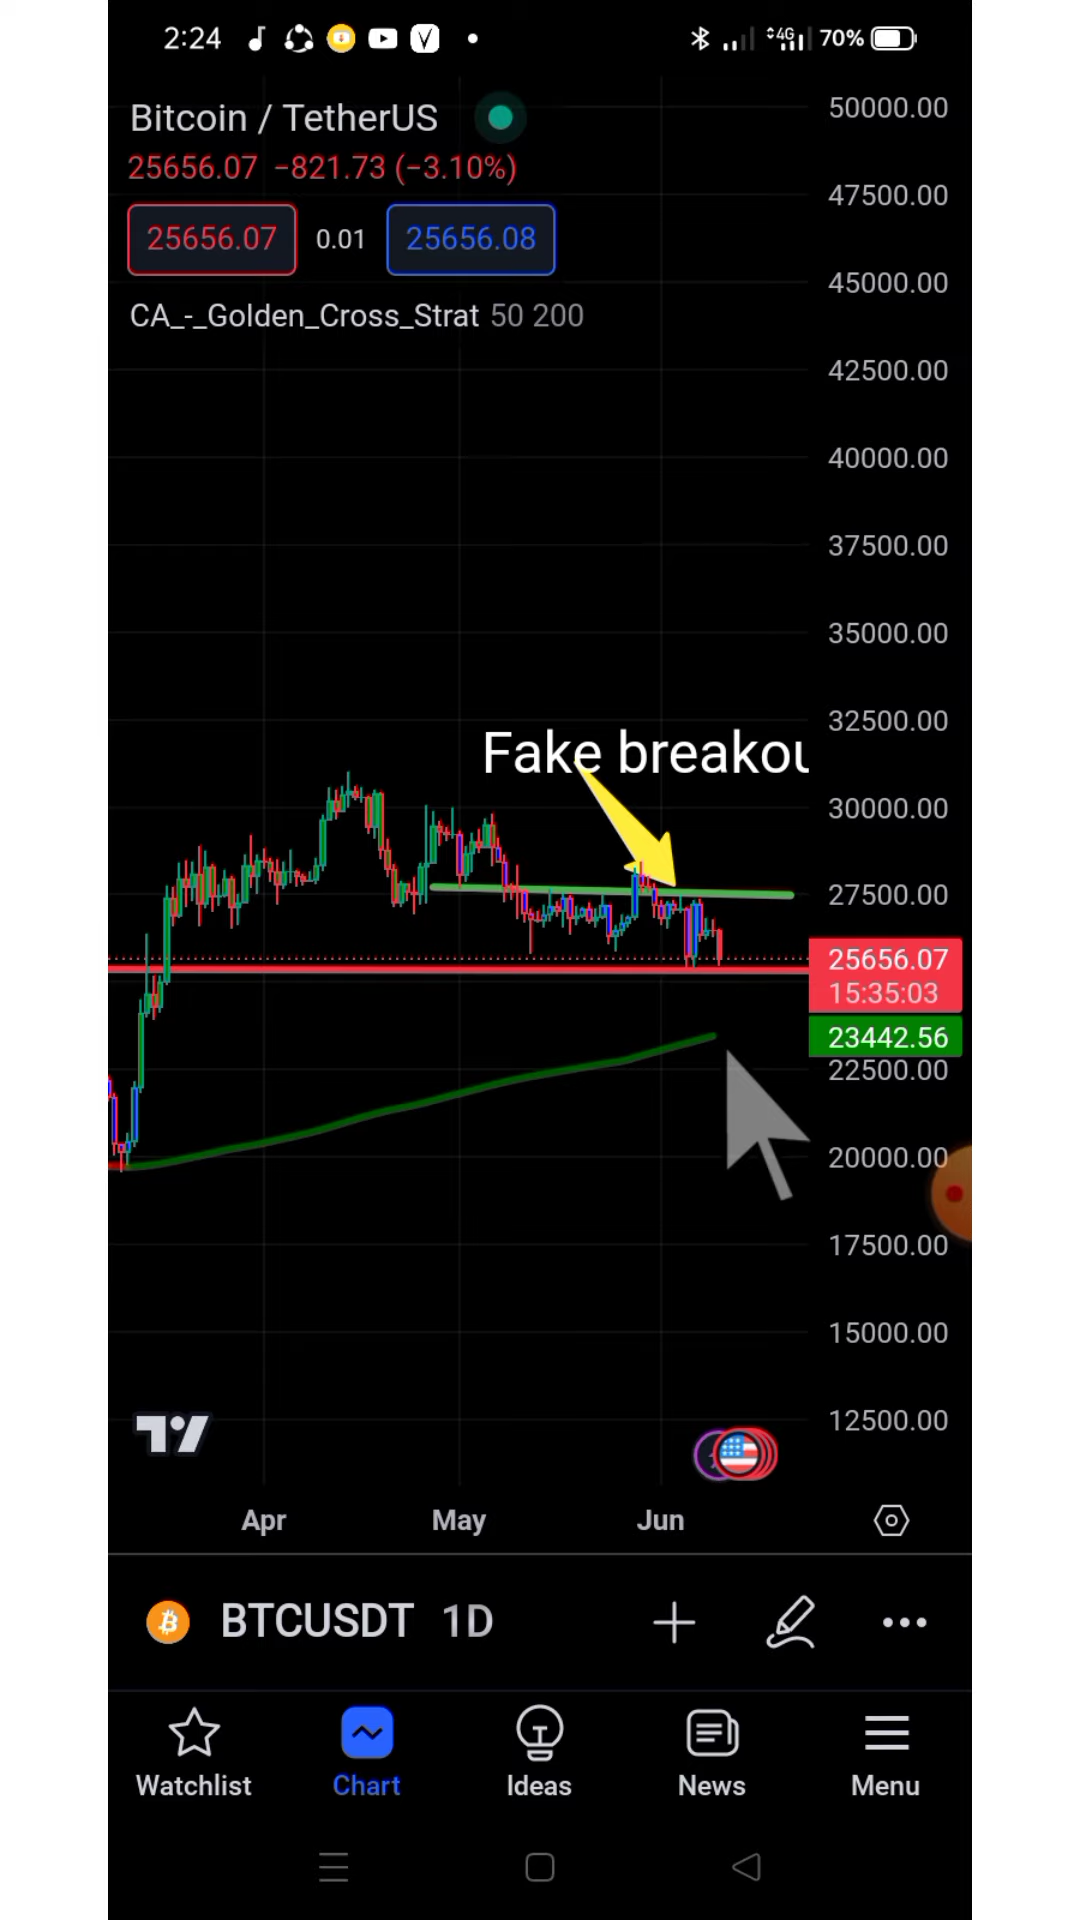 2:24 4G 70%
Bitcoin / TetherUS
25656.07 −821.73 (−3.10%)
25656.07 0.01 25656.08
CA_-_Golden_Cross_Strat 50 200
50000.00
47500.00
45000.00
42500.00
40000.00
37500.00
35000.00
32500.00
Fake breakou
30000.00
27500.00
25656.07
15:35:03
23442.56
22500.00
20000.00
17500.00
15000.00
12500.00
Apr May Jun
BTCUSDT 1D
Watchlist Chart Ideas News Menu